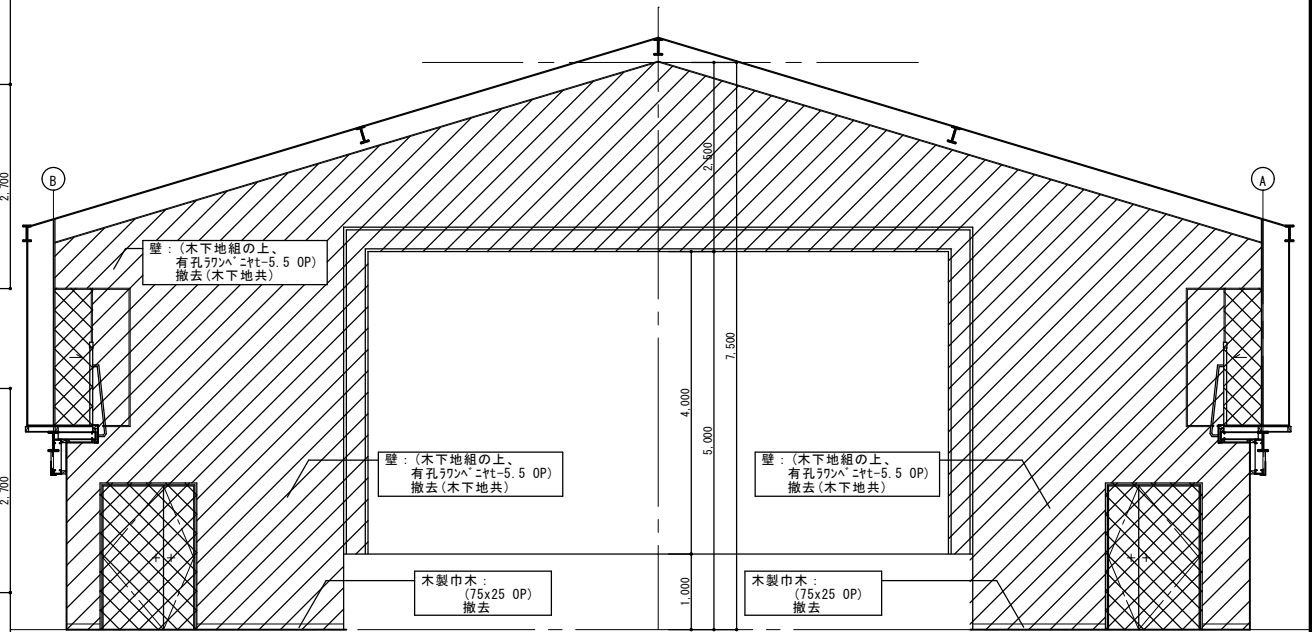 2,700
B
A
2,500
壁：(木下地組の上、
有孔ﾗﾜﾝﾍﾞﾆﾔt-5.5 OP)
撤去(木下地共)
7,500
4,000
5,000
壁：(木下地組の上、
有孔ﾗﾜﾝﾍﾞﾆﾔt-5.5 OP)
撤去(木下地共)
壁：(木下地組の上、
有孔ﾗﾜﾝﾍﾞﾆﾔt-5.5 OP)
撤去(木下地共)
2,700
木製巾木：
(75x25 OP)
撤去
1,000
木製巾木：
(75x25 OP)
撤去